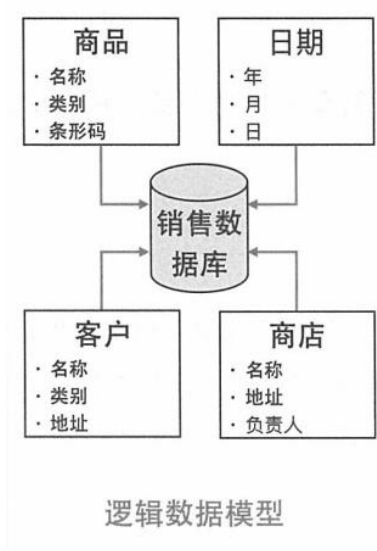 商品
· 名称
· 类别
· 条形码
日期
· 年
· 月
· 日
销售数
据库
客户
· 名称
· 类别
· 地址
商店
· 名称
· 地址
· 负责人
逻辑数据模型